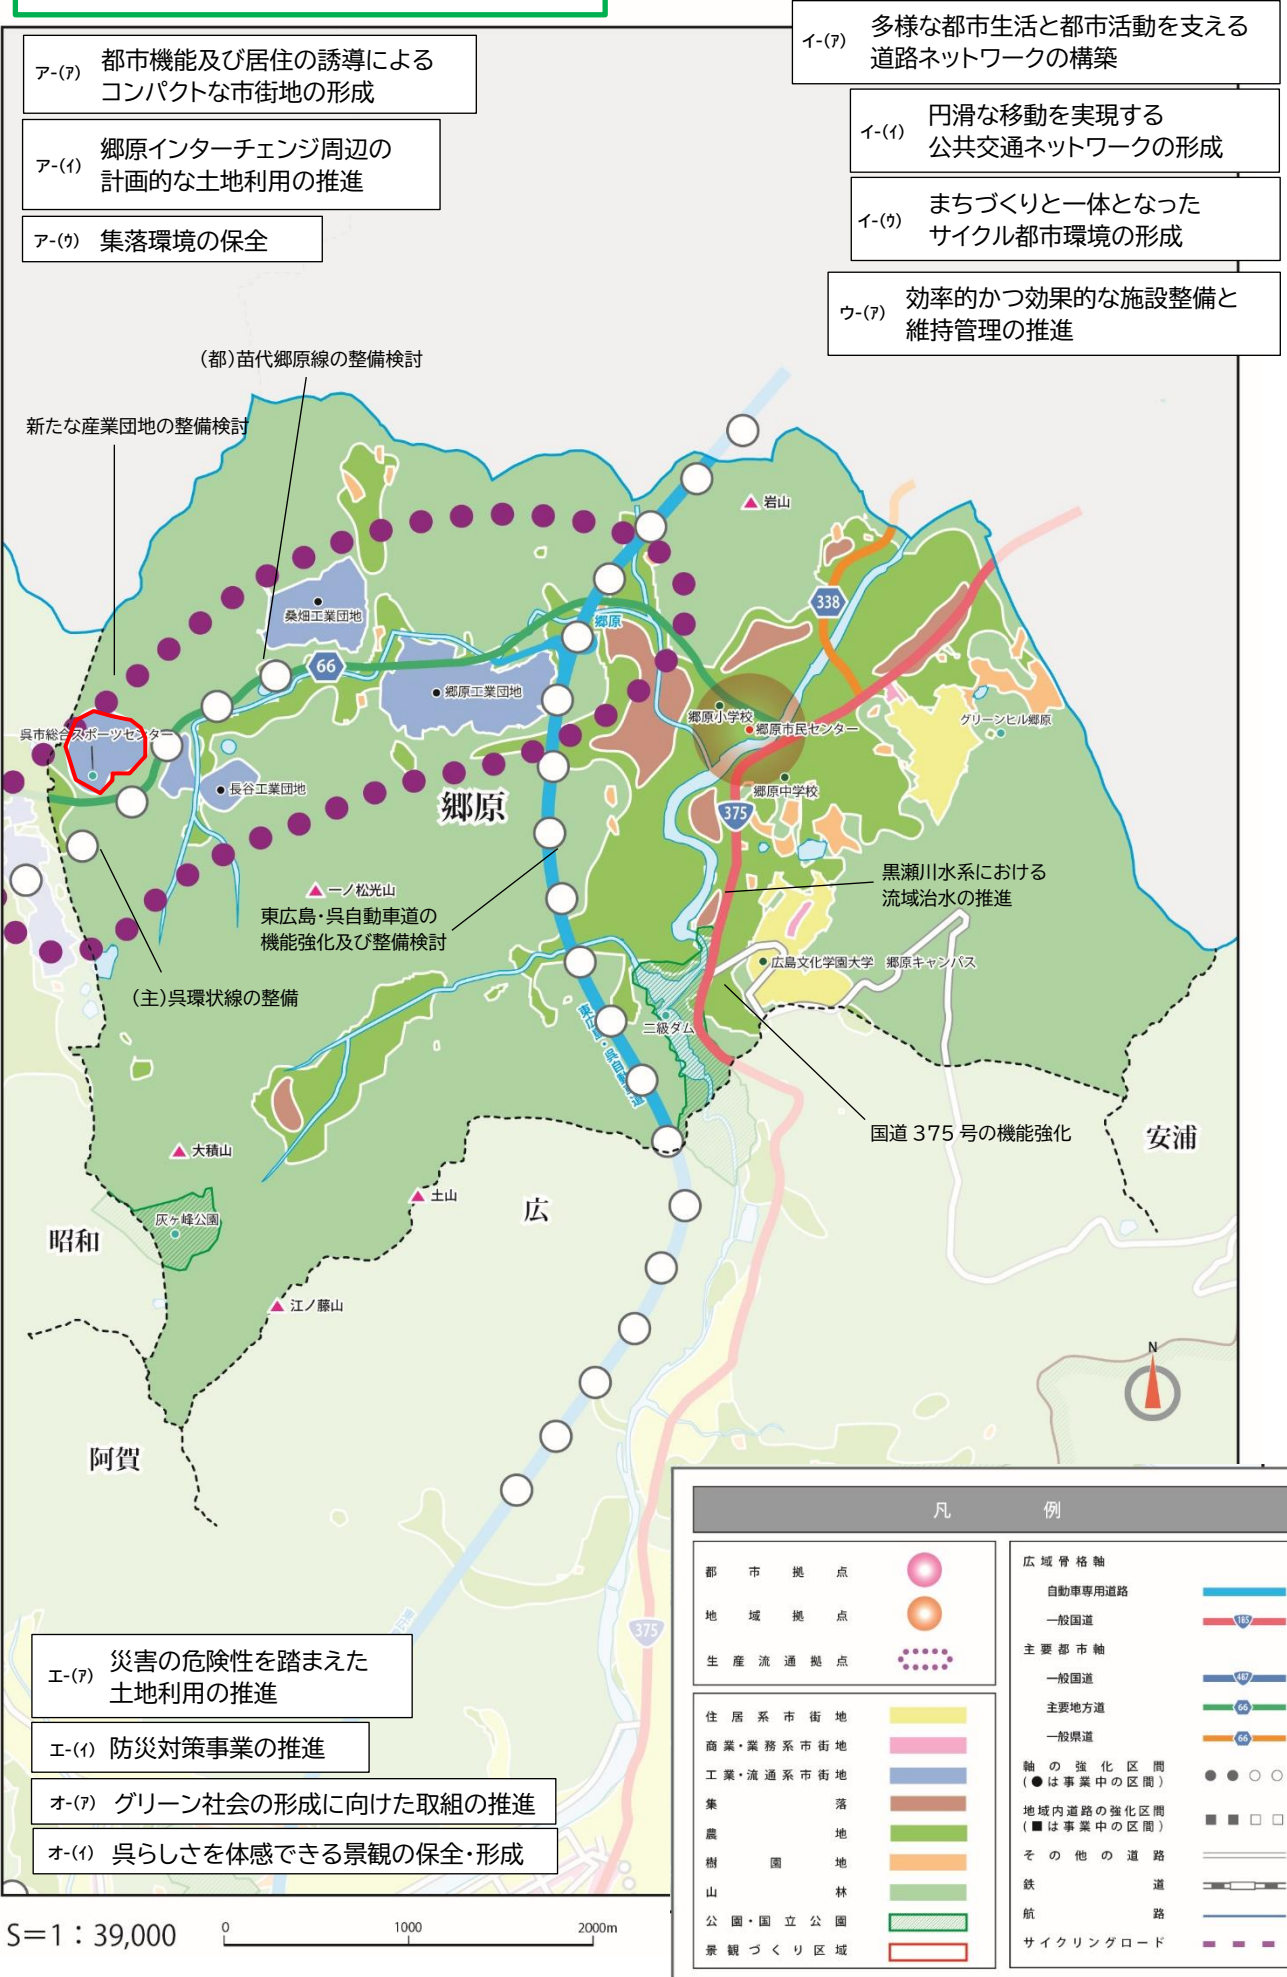 ア-(ア) 都市機能及び居住の誘導による
コンパクトな市街地の形成
ア-(イ) 郷原インターチェンジ周辺の
計画的な土地利用の推進
ア-(ウ) 集落環境の保全
イ-(ア) 多様な都市生活と都市活動を支える
道路ネットワークの構築
イ-(イ) 円滑な移動を実現する
公共交通ネットワークの形成
イ-(ウ) まちづくりと一体となった
サイクル都市環境の形成
ウ-(ア) 効率的かつ効果的な施設整備と
維持管理の推進
(都)苗代郷原線の整備検討
新たな産業団地の整備検討
岩山
桑畑工業団地
338
郷原
66
郷原工業団地
郷原小学校
郷原市民センター
グリーンヒル郷原
呉市総合スポーツセンター
長谷工業団地
郷原中学校
郷原
375
一ノ松光山
黒瀬川水系における
流域治水の推進
東広島・呉自動車道の
機能強化及び整備検討
広島文化学園大学 郷原キャンパス
(主)呉環状線の整備
二級ダム
東広島・呉自動車道
国道375号の機能強化
安浦
大積山
土山
広
灰ヶ峰公園
昭和
江ノ藤山
N
阿賀
375
エ-(ア) 災害の危険性を踏まえた
土地利用の推進
エ-(イ) 防災対策事業の推進
オ-(ア) グリーン社会の形成に向けた取組の推進
オ-(イ) 呉らしさを体感できる景観の保全・形成
凡 例
都市拠点
地域拠点
生産流通拠点
住居系市街地
商業・業務系市街地
工業・流通系市街地
集落
農地
樹園地
山林
公園・国立公園
景観づくり区域
広域骨格軸
自動車専用道路
一般国道 185
主要都市軸
一般国道 487
主要地方道 66
一般県道 66
軸の強化区間
(●は事業中の区間)
地域内道路の強化区間
(■は事業中の区間)
その他の道路
鉄道
航路
サイクリングロード
S=1:39,000
0 1000 2000m